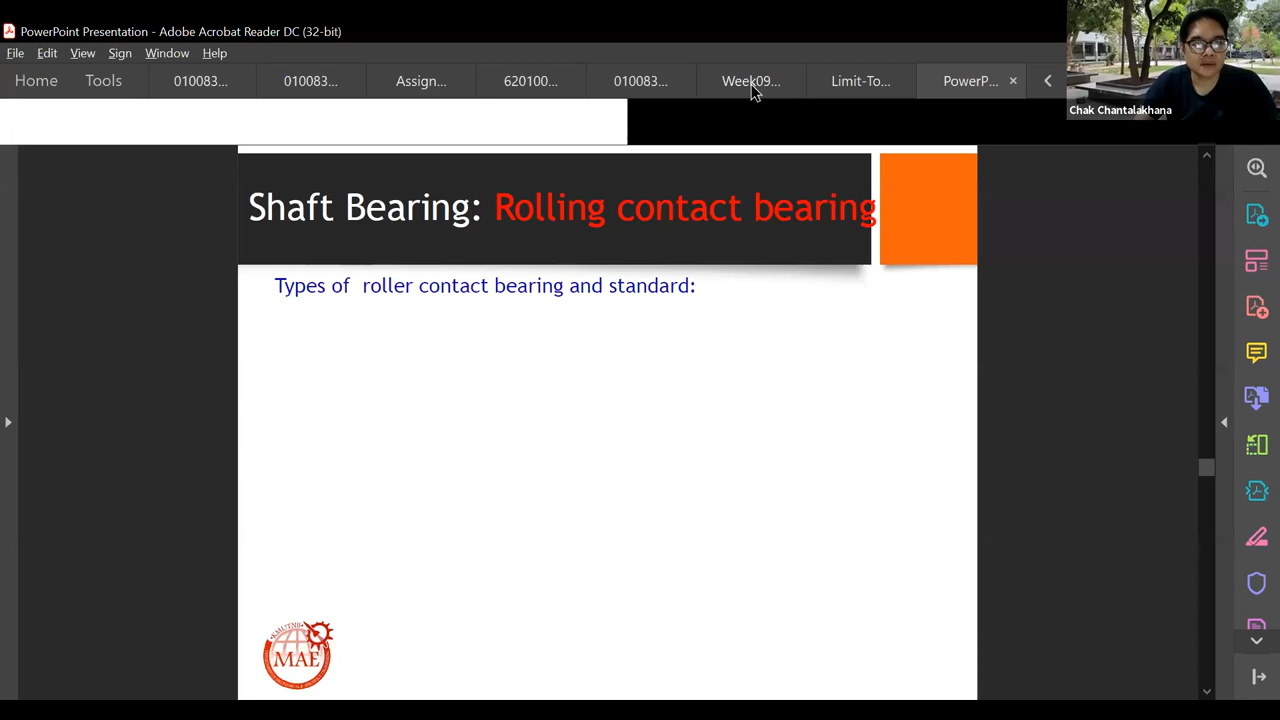 PowerPoint Presentation - Adobe Acrobat Reader DC (32-bit)
File Edit View Sign Window Help
Home Tools 010083... 010083... Assign... 620100... 010083... Week09... Limit-To... PowerP... ×
Chak Chantalakhana
Shaft Bearing: Rolling contact bearing
Types of roller contact bearing and standard:
KMUTNB
MAE